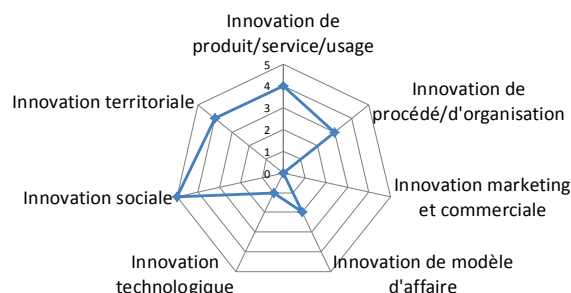 Innovation de
produit/service/usage
5
4
3
2
1
0
Innovation de
procédé/d'organisation
Innovation marketing
et commerciale
Innovation de modèle
d'affaire
Innovation
technologique
Innovation sociale
Innovation territoriale